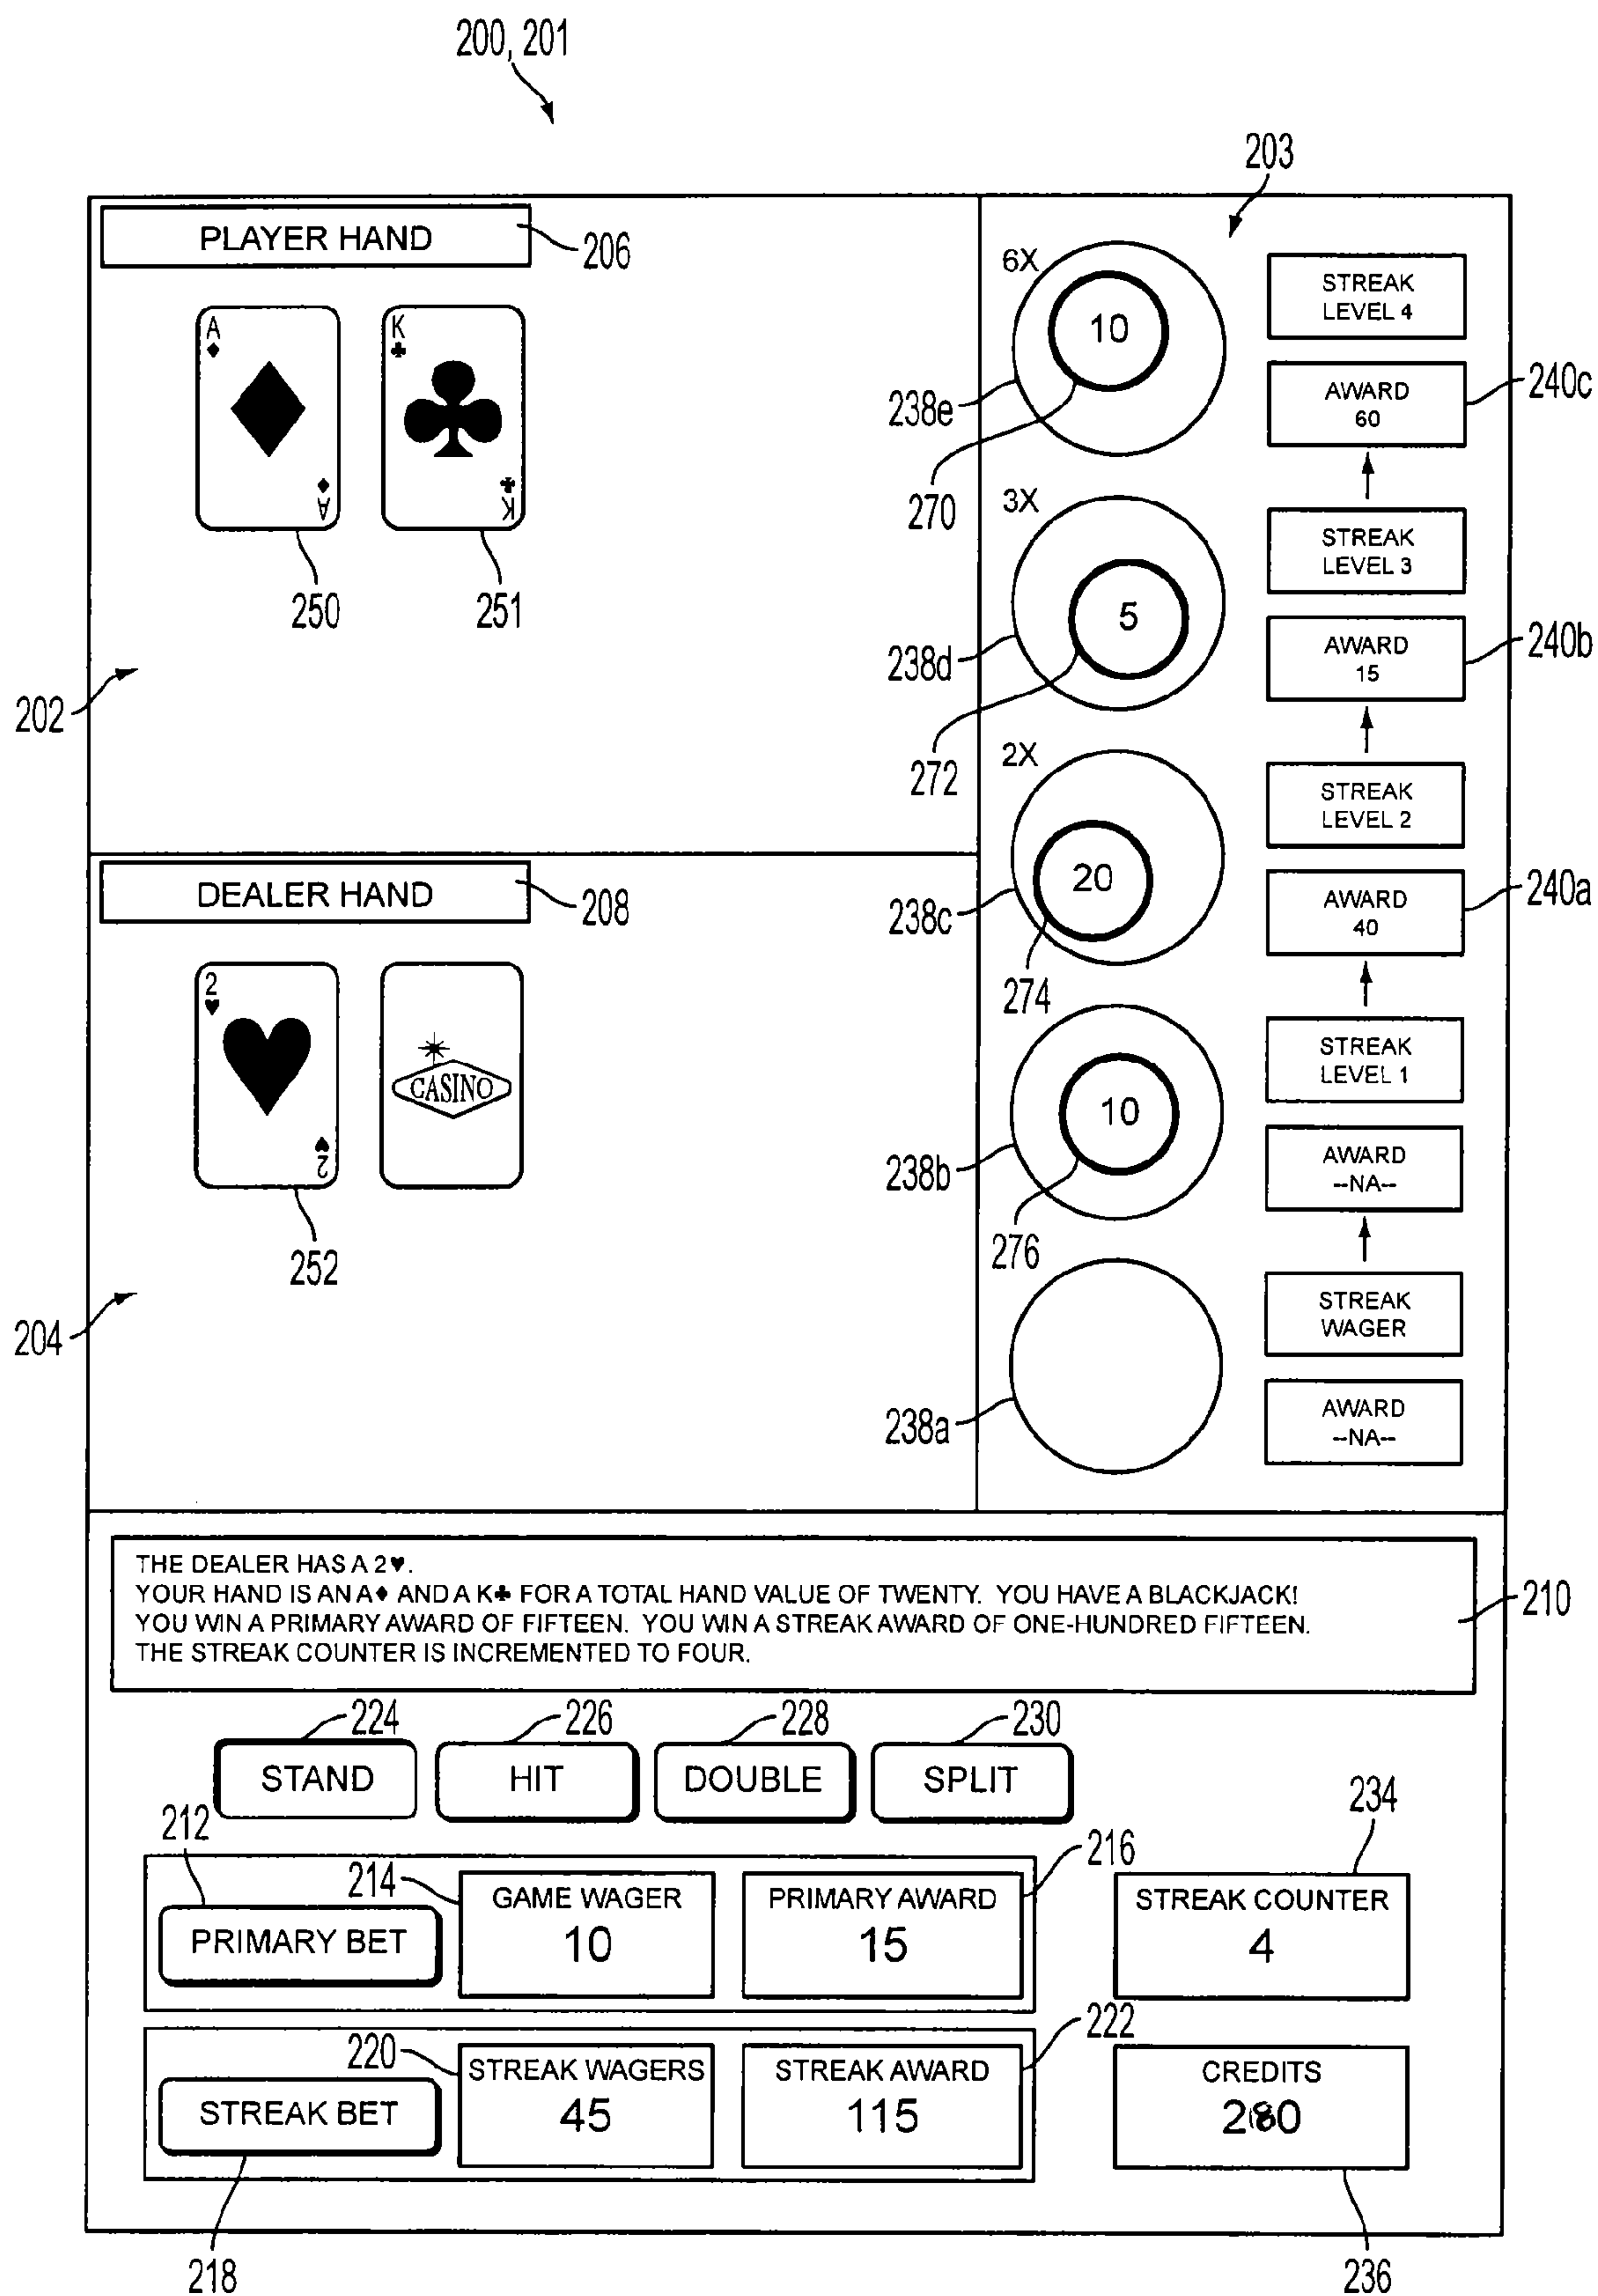 200, 201
203
PLAYER HAND
206
A♦
A♦
K♣
K♣
250
251
202
DEALER HAND
208
2♥
2♥
CASINO
252
204
6X
10
238e
270
STREAK
LEVEL 4
AWARD
60
240c
3X
5
238d
272
STREAK
LEVEL 3
AWARD
15
240b
2X
20
238c
274
STREAK
LEVEL 2
AWARD
40
240a
10
238b
276
STREAK
LEVEL 1
AWARD
--NA--
238a
STREAK
WAGER
AWARD
--NA--
THE DEALER HAS A 2♥.
YOUR HAND IS AN A♦ AND A K♣ FOR A TOTAL HAND VALUE OF TWENTY. YOU HAVE A BLACKJACK!
YOU WIN A PRIMARY AWARD OF FIFTEEN. YOU WIN A STREAK AWARD OF ONE-HUNDRED FIFTEEN.
THE STREAK COUNTER IS INCREMENTED TO FOUR.
210
224
226
228
230
STAND
HIT
DOUBLE
SPLIT
212
214
216
234
PRIMARY BET
GAME WAGER
10
PRIMARY AWARD
15
STREAK COUNTER
4
220
222
STREAK BET
STREAK WAGERS
45
STREAK AWARD
115
CREDITS
280
218
236